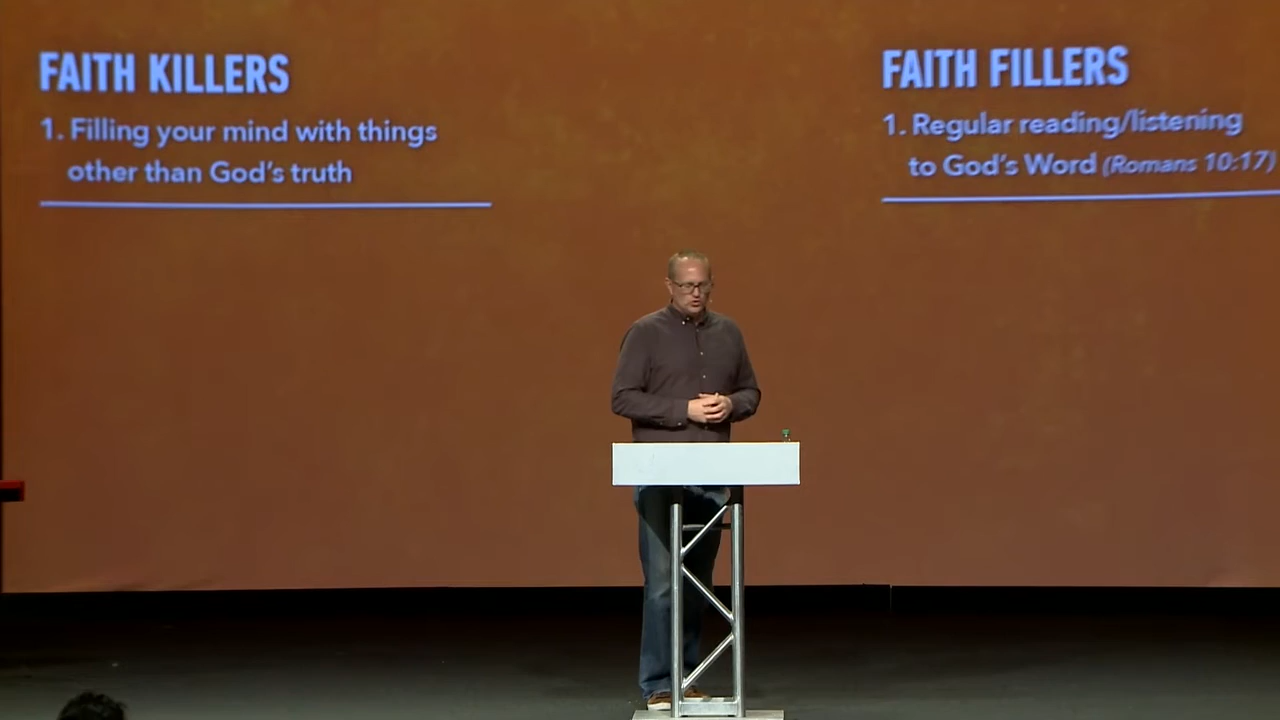 FAITH KILLERS
1. Filling your mind with things
other than God's truth
FAITH FILLERS
1. Regular reading/listening
to God's Word (Romans 10:17)